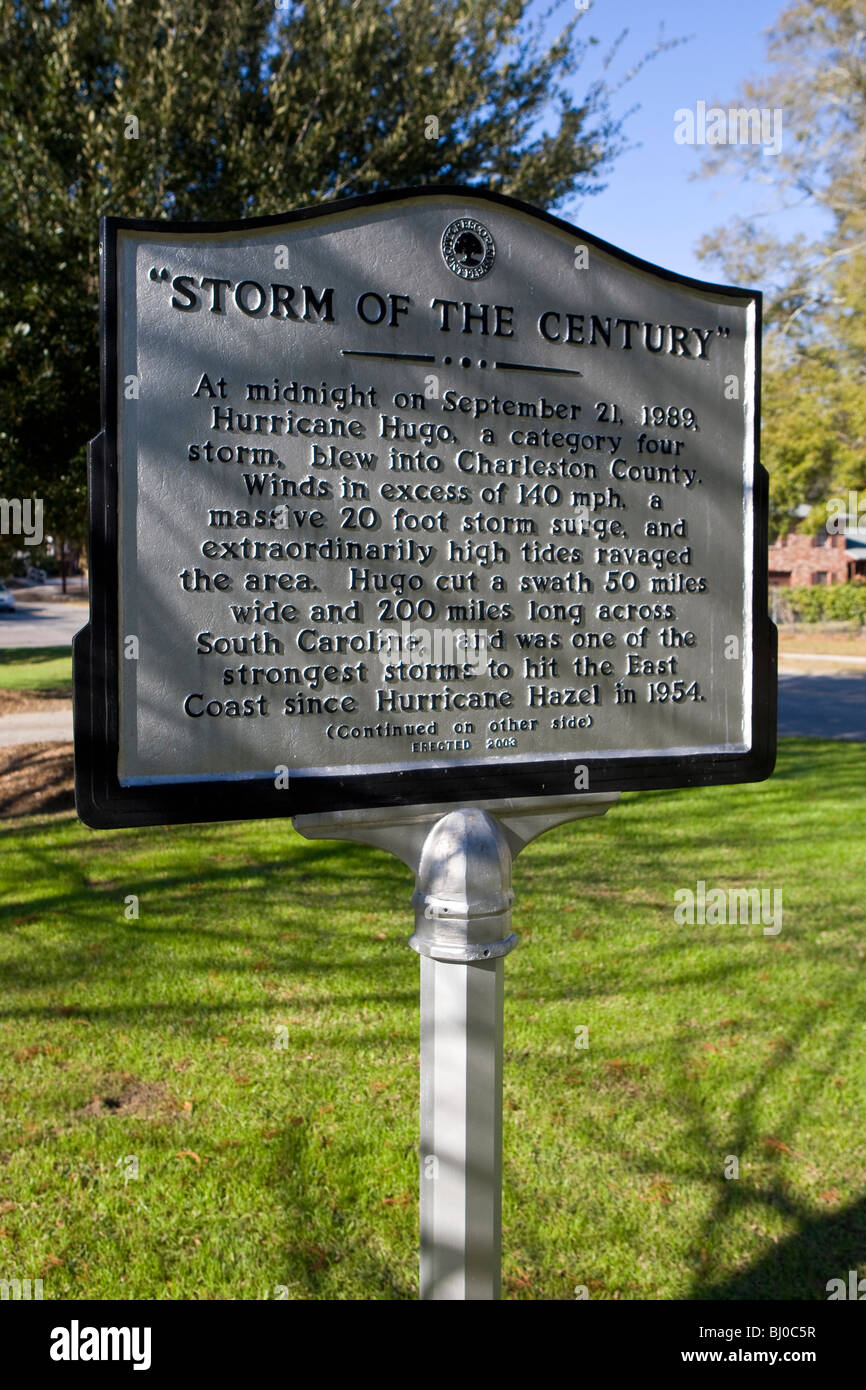 "STORM OF THE CENTURY"
At midnight on September 21, 1989,
Hurricane Hugo, a category four
storm, blew into Charleston County.
Winds in excess of 140 mph, a
massive 20 foot storm surge, and
extraordinarily high tides ravaged
the area. Hugo cut a swath 50 miles
wide and 200 miles long across
South Carolina, and was one of the
strongest storms to hit the East
Coast since Hurricane Hazel in 1954.
(Continued on other side)
ERECTED 2003
alamy
Image ID: BJ0C5R
www.alamy.com